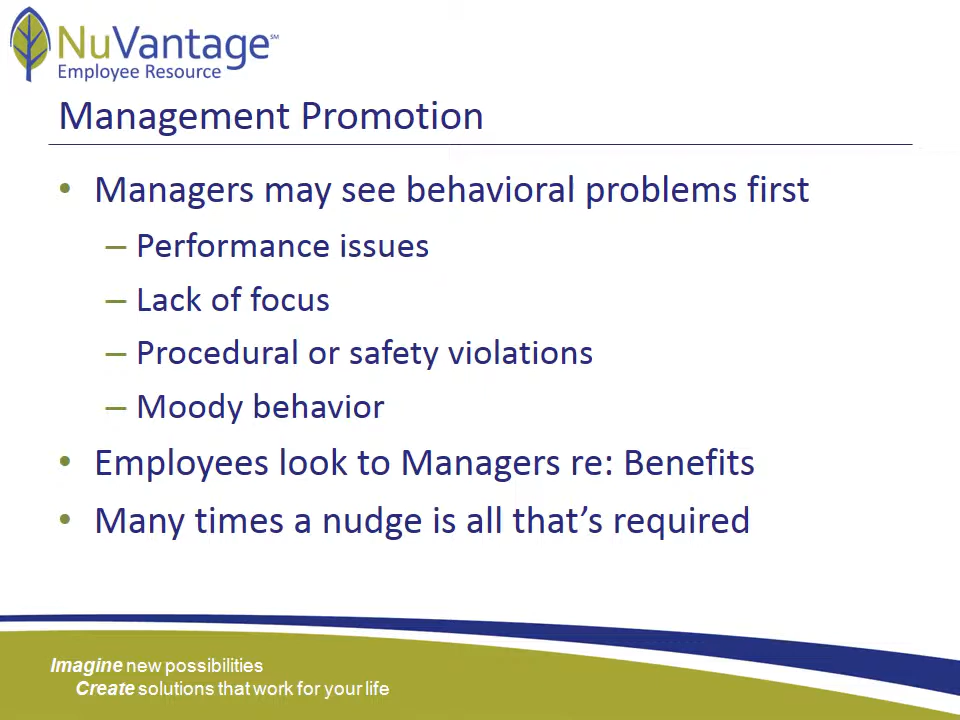 NuVantage℠
Employee Resource
Management Promotion
• Managers may see behavioral problems first
– Performance issues
– Lack of focus
– Procedural or safety violations
– Moody behavior
• Employees look to Managers re: Benefits
• Many times a nudge is all that’s required
Imagine new possibilities
Create solutions that work for your life